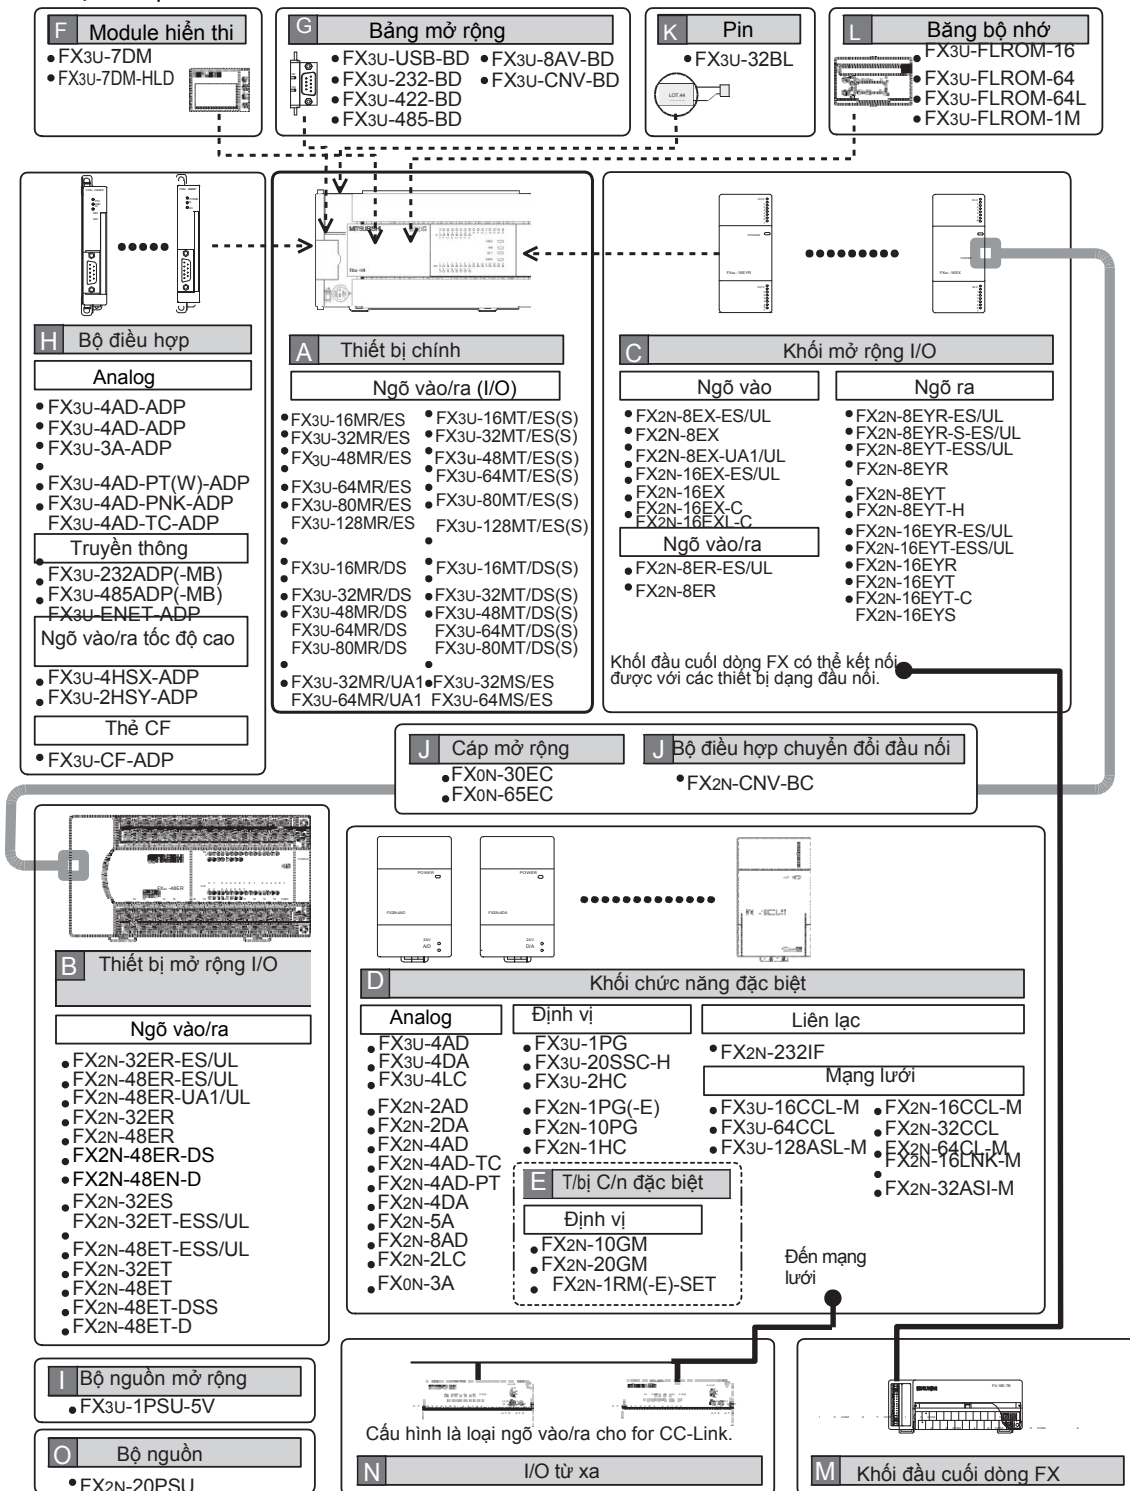 F Module hiển thi
•FX3U-7DM
•FX3U-7DM-HLD
G Bảng mở rộng
•FX3U-USB-BD
•FX3U-232-BD
•FX3U-422-BD
•FX3U-485-BD
•FX3U-8AV-BD
•FX3U-CNV-BD
K Pin
•FX3U-32BL
LOT.44
L Băng bộ nhớ
FX3U-FLROM-16
•FX3U-FLROM-64
•FX3U-FLROM-64L
•FX3U-FLROM-1M
MITSUBISHI
H Bộ điều hợp
Analog
•FX3U-4AD-ADP
•FX3U-4AD-ADP
•FX3U-3A-ADP
•
•FX3U-4AD-PT(W)-ADP
•FX3U-4AD-PNK-ADP
FX3U-4AD-TC-ADP
Truyền thông
•FX3U-232ADP(-MB)
•FX3U-485ADP(-MB)
FX3U-ENET-ADP
Ngõ vào/ra tốc độ cao
•FX3U-4HSX-ADP
•FX3U-2HSY-ADP
Thẻ CF
•FX3U-CF-ADP
A Thiết bị chính
Ngõ vào/ra (I/O)
•FX3U-16MR/ES
•FX3U-32MR/ES
•FX3U-48MR/ES
•FX3U-64MR/ES
•FX3U-80MR/ES
FX3U-128MR/ES
•
•FX3U-16MR/DS
•FX3U-32MR/DS
•FX3U-48MR/DS
FX3U-64MR/DS
FX3U-80MR/DS
•
•FX3U-32MR/UA1
FX3U-64MR/UA1
•FX3U-16MT/ES(S)
•FX3U-32MT/ES(S)
•FX3u-48MT/ES(S)
•FX3U-64MT/ES(S)
•FX3U-80MT/ES(S)
FX3U-128MT/ES(S)
•FX3U-16MT/DS(S)
•FX3U-32MT/DS(S)
•FX3U-48MT/DS(S)
FX3U-64MT/DS(S)
FX3U-80MT/DS(S)
•
•FX3U-32MS/ES
FX3U-64MS/ES
C Khối mở rộng I/O
Ngõ vào
•FX2N-8EX-ES/UL
•FX2N-8EX
•FX2N-8EX-UA1/UL
•FX2N-16EX-ES/UL
•FX2N-16EX
•FX2N-16EX-C
FX2N-16EXL-C
Ngõ vào/ra
•FX2N-8ER-ES/UL
•FX2N-8ER
Ngõ ra
•FX2N-8EYR-ES/UL
•FX2N-8EYR-S-ES/UL
•FX2N-8EYT-ESS/UL
•FX2N-8EYR
•FX2N-8EYT
•FX2N-8EYT-H
•FX2N-16EYR-ES/UL
•FX2N-16EYT-ESS/UL
•FX2N-16EYR
•FX2N-16EYT
•FX2N-16EYT-C
FX2N-16EYS
Khốl đầu cuốl dòng FX có thể kết nối
được với các thiết bị dạng đầu nối.
J Cáp mở rộng
•FX0N-30EC
•FX0N-65EC
J Bộ điều hợp chuyển đổi đầu nối
•FX2N-CNV-BC
B Thiết bị mở rộng I/O
Ngõ vào/ra
•FX2N-32ER-ES/UL
•FX2N-48ER-ES/UL
•FX2N-48ER-UA1/UL
•FX2N-32ER
•FX2N-48ER
•FX2N-48ER-DS
•FX2N-48EN-D
•FX2N-32ES
FX2N-32ET-ESS/UL
•
•FX2N-48ET-ESS/UL
•FX2N-32ET
•FX2N-48ET
•FX2N-48ET-DSS
•FX2N-48ET-D
POWER
FX2N-4AD
24V
A/D
POWER
FX2N-4DA
24V
D/A
D Khối chức năng đặc biệt
Analog
•FX3U-4AD
•FX3U-4DA
•FX3U-4LC
•FX2N-2AD
•FX2N-2DA
•FX2N-4AD
•FX2N-4AD-TC
•FX2N-4AD-PT
•FX2N-4DA
•FX2N-5A
•FX2N-8AD
•FX2N-2LC
•FX0N-3A
Định vị
•FX3U-1PG
•FX3U-20SSC-H
•FX3U-2HC
•FX2N-1PG(-E)
•FX2N-10PG
•FX2N-1HC
E T/bị C/n đặc biệt
Định vị
•FX2N-10GM
•FX2N-20GM
• FX2N-1RM(-E)-SET
Liên lạc
•FX2N-232IF
Mạng lưới
•FX3U-16CCL-M
•FX3U-64CCL
•FX3U-128ASL-M
•FX2N-16CCL-M
•FX2N-32CCL
•FX2N-64CL-M
FX2N-16LNK-M
•FX2N-32ASI-M
Đến mạng
lưới
I Bộ nguồn mở rộng
•FX3U-1PSU-5V
O Bộ nguồn
•FX2N-20PSU
Cấu hình là loại ngõ vào/ra cho for CC-Link.
N I/O từ xa
M Khối đầu cuối dòng FX